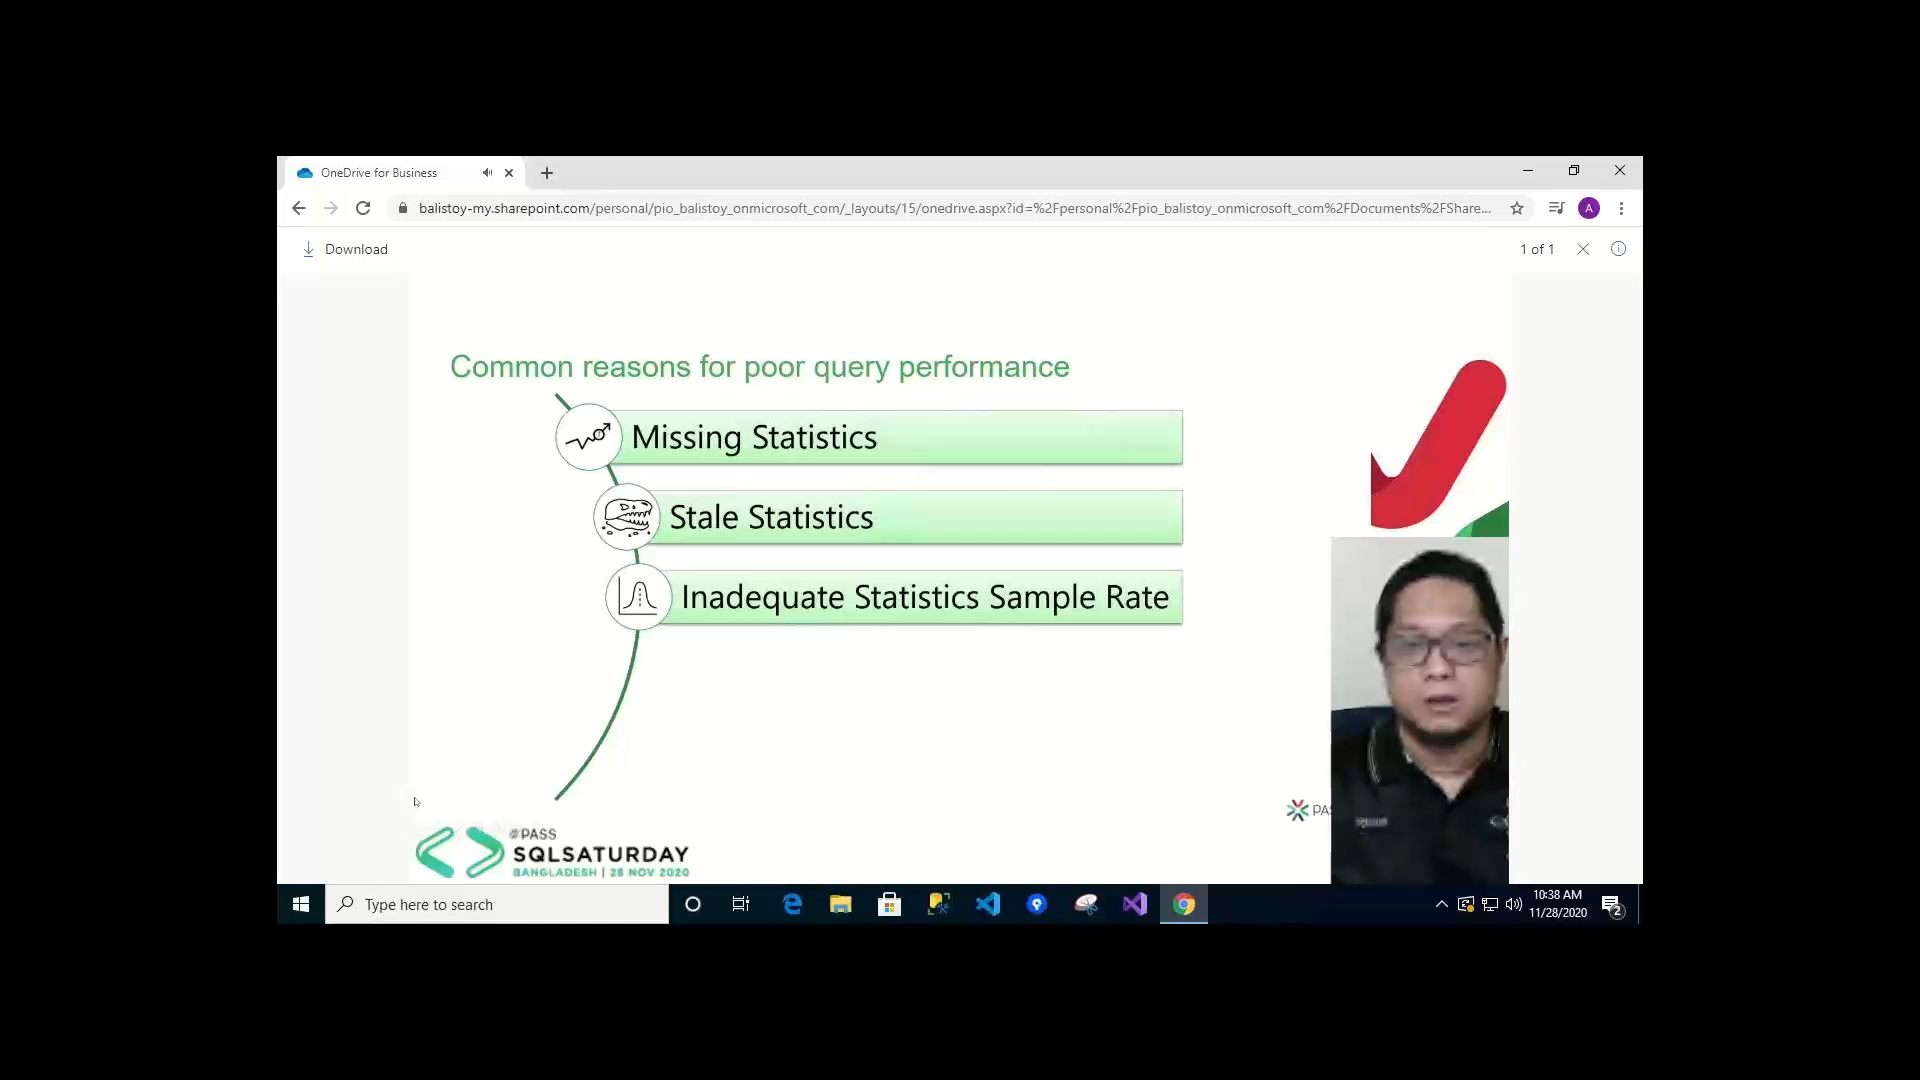 OneDrive for Business
balistoy-my.sharepoint.com/personal/pio_balistoy_onmicrosoft_com/_layouts/15/onedrive.aspx?id=%2Fpersonal%2Fpio_balistoy_onmicrosoft_com%2FDocuments%2FShare...
A
Download
1 of 1
Common reasons for poor query performance
Missing Statistics
Stale Statistics
Inadequate Statistics Sample Rate
PAS
#PASS
SQLSATURDAY
BANGLADESH | 28 NOV 2020
Type here to search
10:38 AM
11/28/2020
2